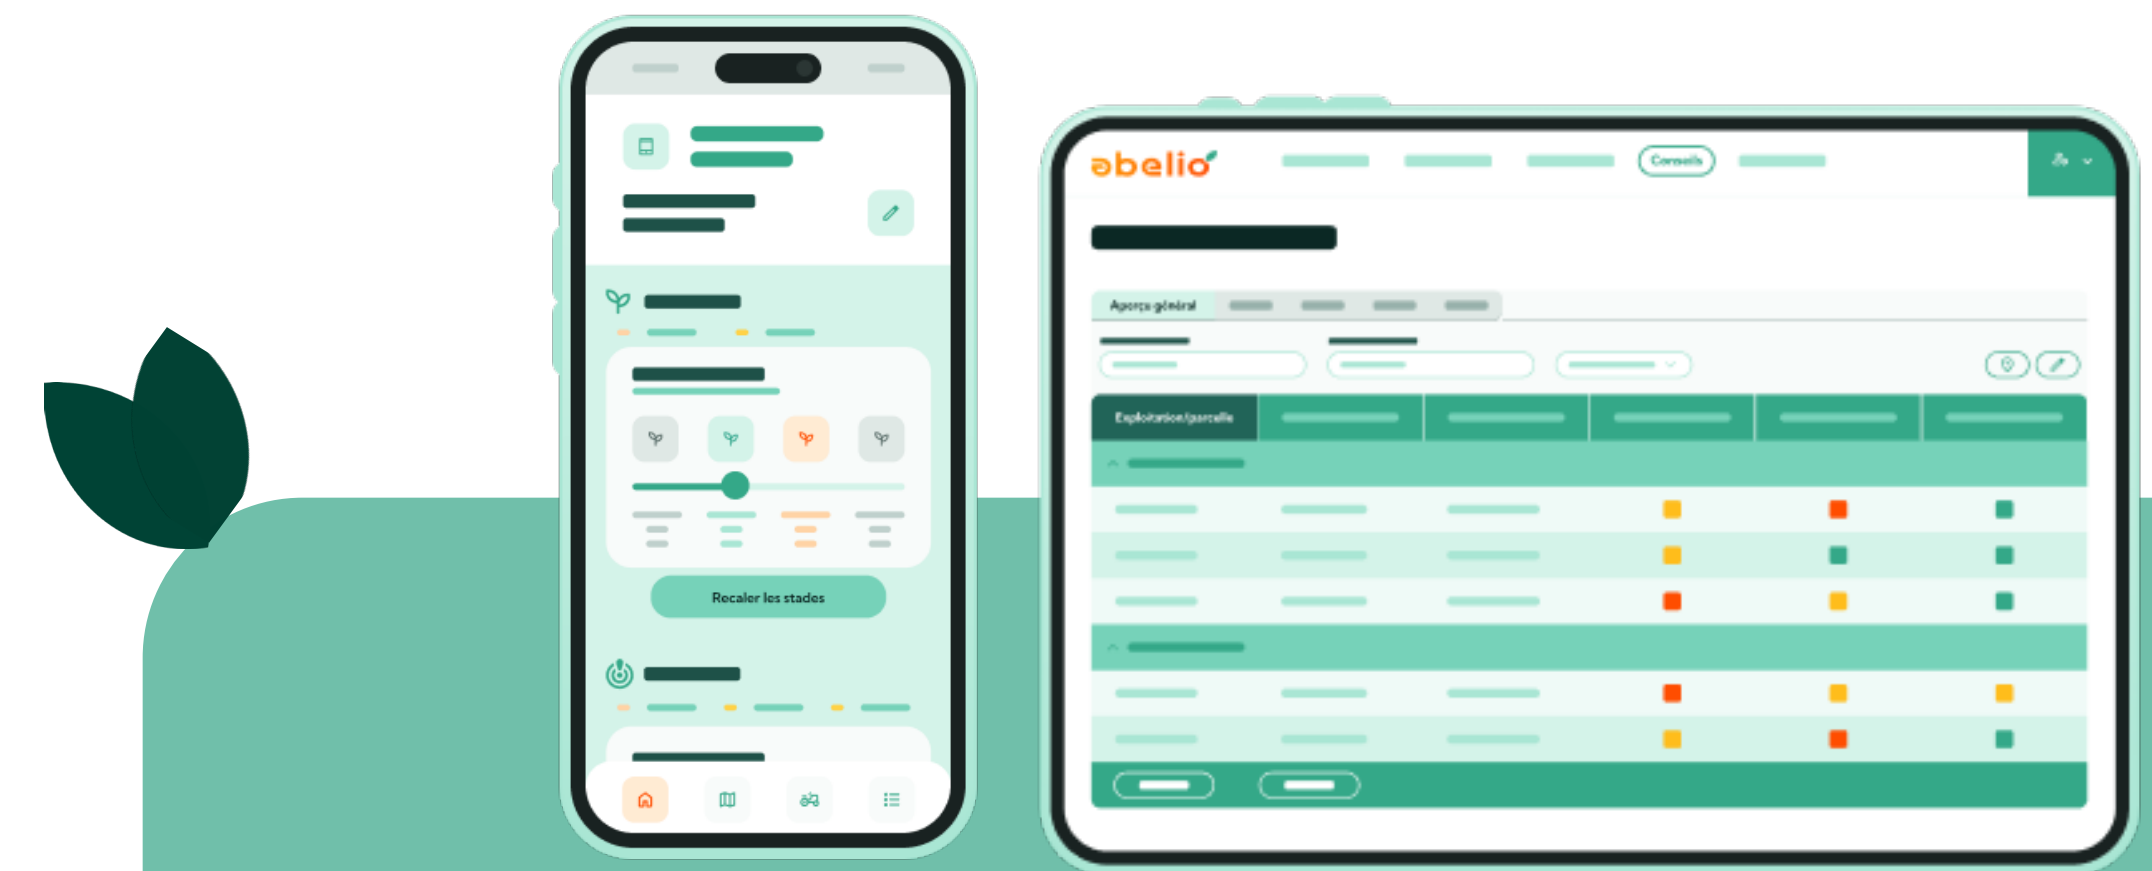 Recaler les stades
abelio
Conseils
Aperçu général
Exploitation/parcelle